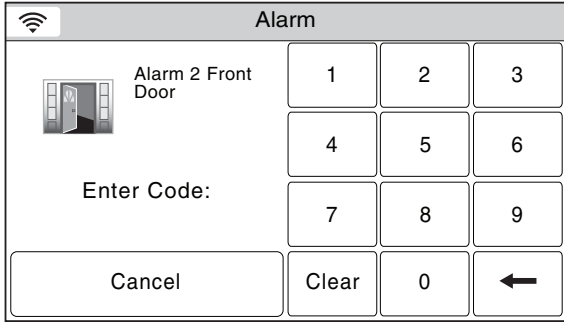 Alarm
Alarm 2 Front
Door
Enter Code:
1 2 3
4 5 6
7 8 9
Cancel Clear 0